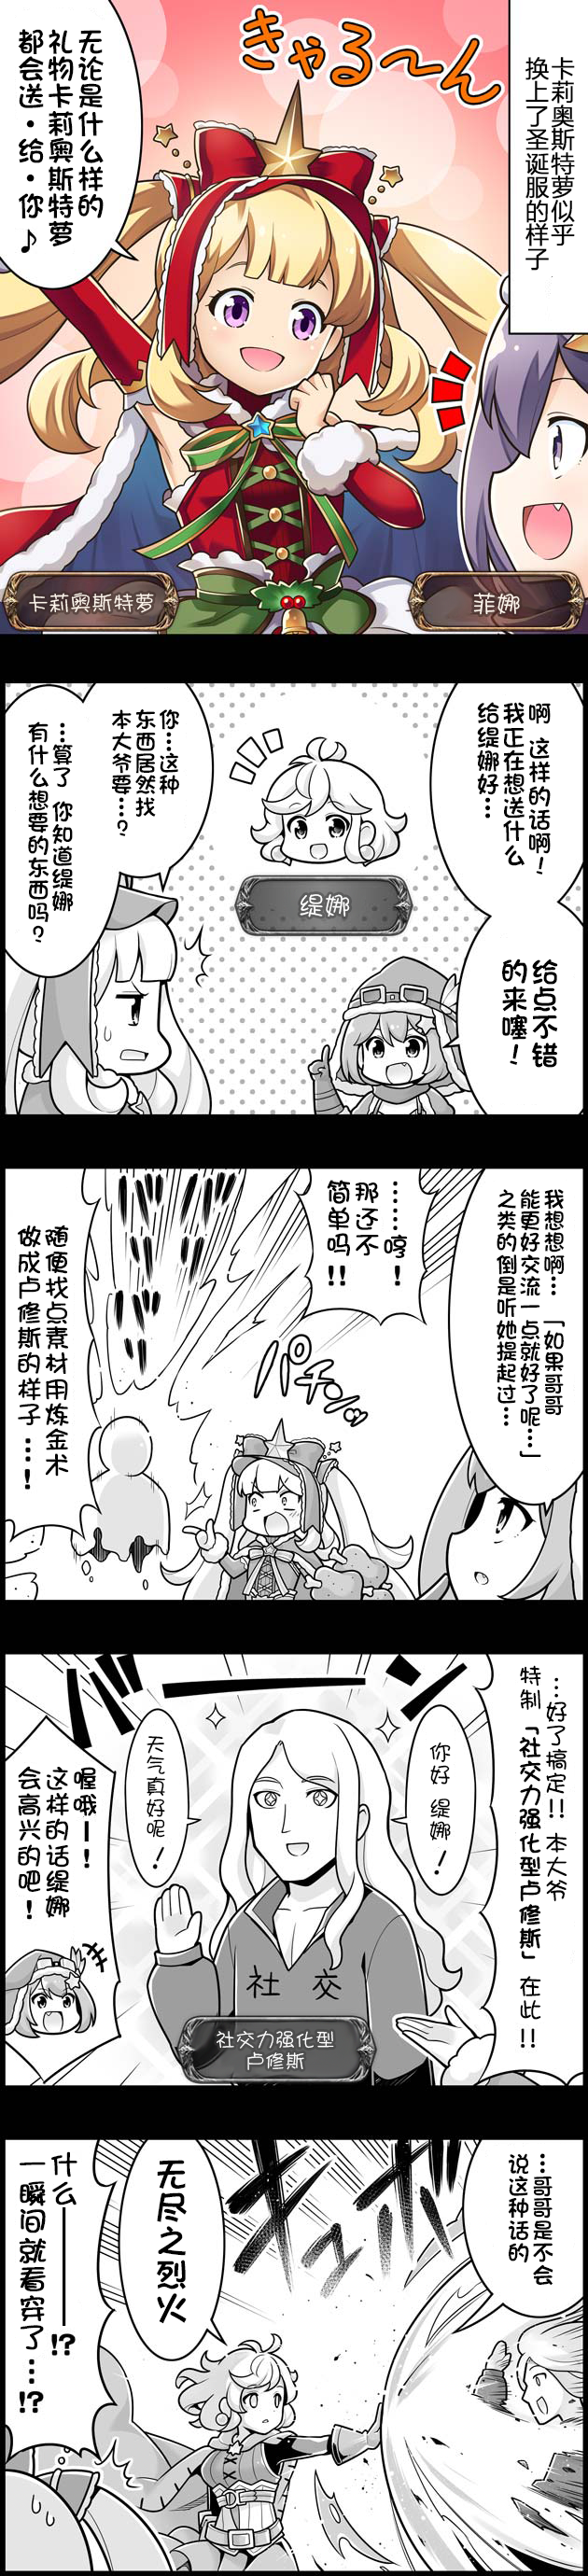 卡莉奥斯特萝似乎
换上了圣诞服的样子
きゃる～ん
无论是什么样的
礼物卡莉奥斯特萝
都会送·给·你♪
卡莉奥斯特萝
菲娜
啊 这样的话啊！
我正在想送什么
给缇娜好…
给点不错
的来噻！
缇娜
你…这种
东西居然找
本大爷要…？
…算了 你知道缇娜
有什么想要的东西吗？
我想想啊…「如果哥哥
能更好交流一点就好了呢…」
之类的倒是听她提起过…
……哼！
那还不
简单吗!!
パチンッ
随便找点素材用炼金术
做成卢修斯的样子…！
…好了搞定!! 本大爷
特制「社交力强化型卢修斯」在此!!
バーン
你好 缇娜！
天气真好呢！
社交
社交力强化型
卢修斯
喔哦ー！
这样的话缇娜
会高兴的吧！
…哥哥是不会
说这种话的
无尽之烈火
什么——!?
一瞬间就看穿了…!?